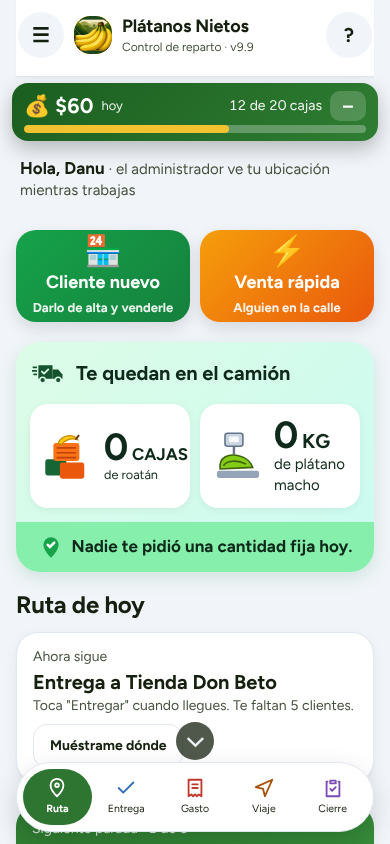 Plátanos Nietos
Control de reparto · v9.9
?
$60 hoy
12 de 20 cajas
Hola, Danu · el administrador ve tu ubicación
mientras trabajas
24
Cliente nuevo
Darlo de alta y venderle
Venta rápida
Alguien en la calle
Te quedan en el camión
0 CAJAS
de roatán
0 KG
de plátano
macho
Nadie te pidió una cantidad fija hoy.
Ruta de hoy
Ahora sigue
Entrega a Tienda Don Beto
Toca "Entregar" cuando llegues. Te faltan 5 clientes.
Muéstrame dónde
Ruta
Entrega
Gasto
Viaje
Cierre